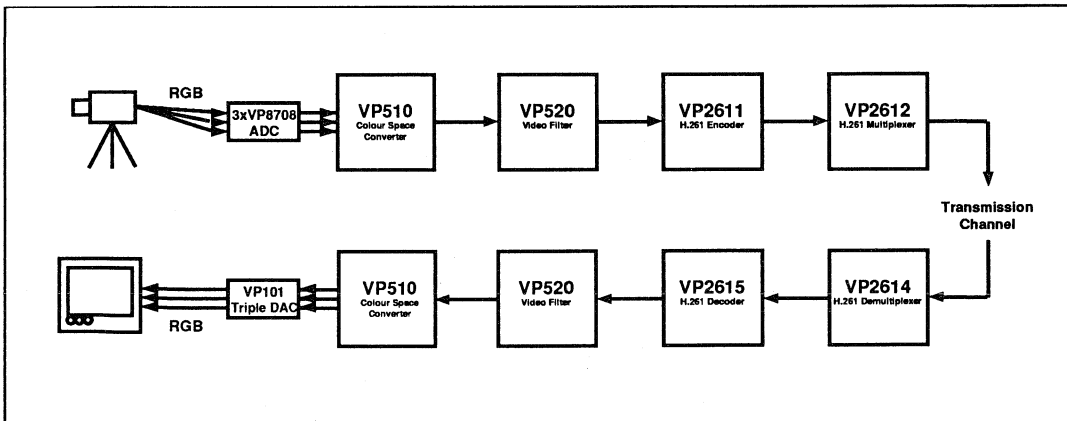 RGB
3xVP8708
ADC
VP510
Colour Space
Converter
VP520
Video Filter
VP2611
H.261 Encoder
VP2612
H.261 Multiplexer
Transmission
Channel
RGB
VP101
Triple DAC
VP510
Colour Space
Converter
VP520
Video Filter
VP2615
H.261 Decoder
VP2614
H.261 Demultiplexer